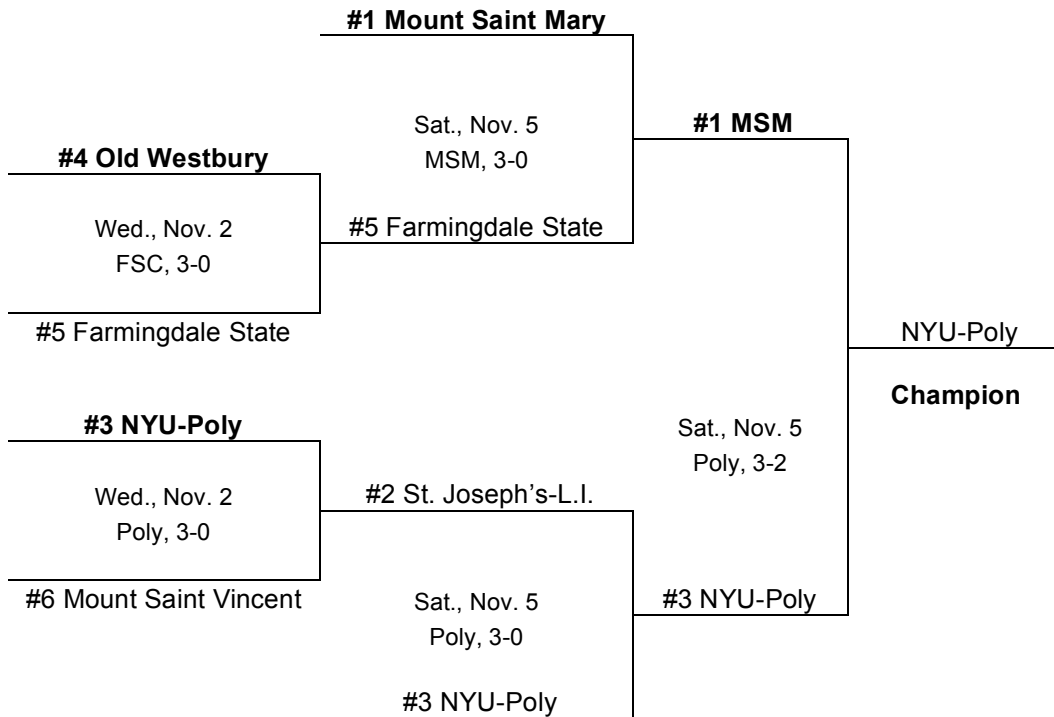 #1 Mount Saint Mary
Sat., Nov. 5
MSM, 3-0
#1 MSM
#4 Old Westbury
Wed., Nov. 2
FSC, 3-0
#5 Farmingdale State
#5 Farmingdale State
NYU-Poly
Champion
#3 NYU-Poly
Sat., Nov. 5
Poly, 3-2
Wed., Nov. 2
Poly, 3-0
#2 St. Joseph’s-L.I.
#6 Mount Saint Vincent
Sat., Nov. 5
Poly, 3-0
#3 NYU-Poly
#3 NYU-Poly